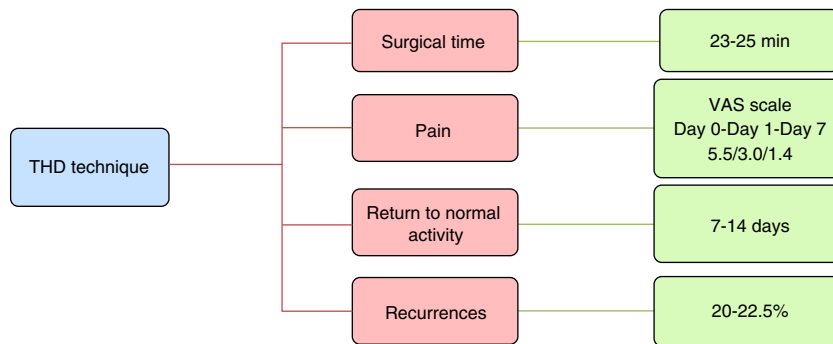 THD technique
Surgical time
23-25 min
Pain
VAS scale
Day 0-Day 1-Day 7
5.5/3.0/1.4
Return to normal
activity
7-14 days
Recurrences
20-22.5%